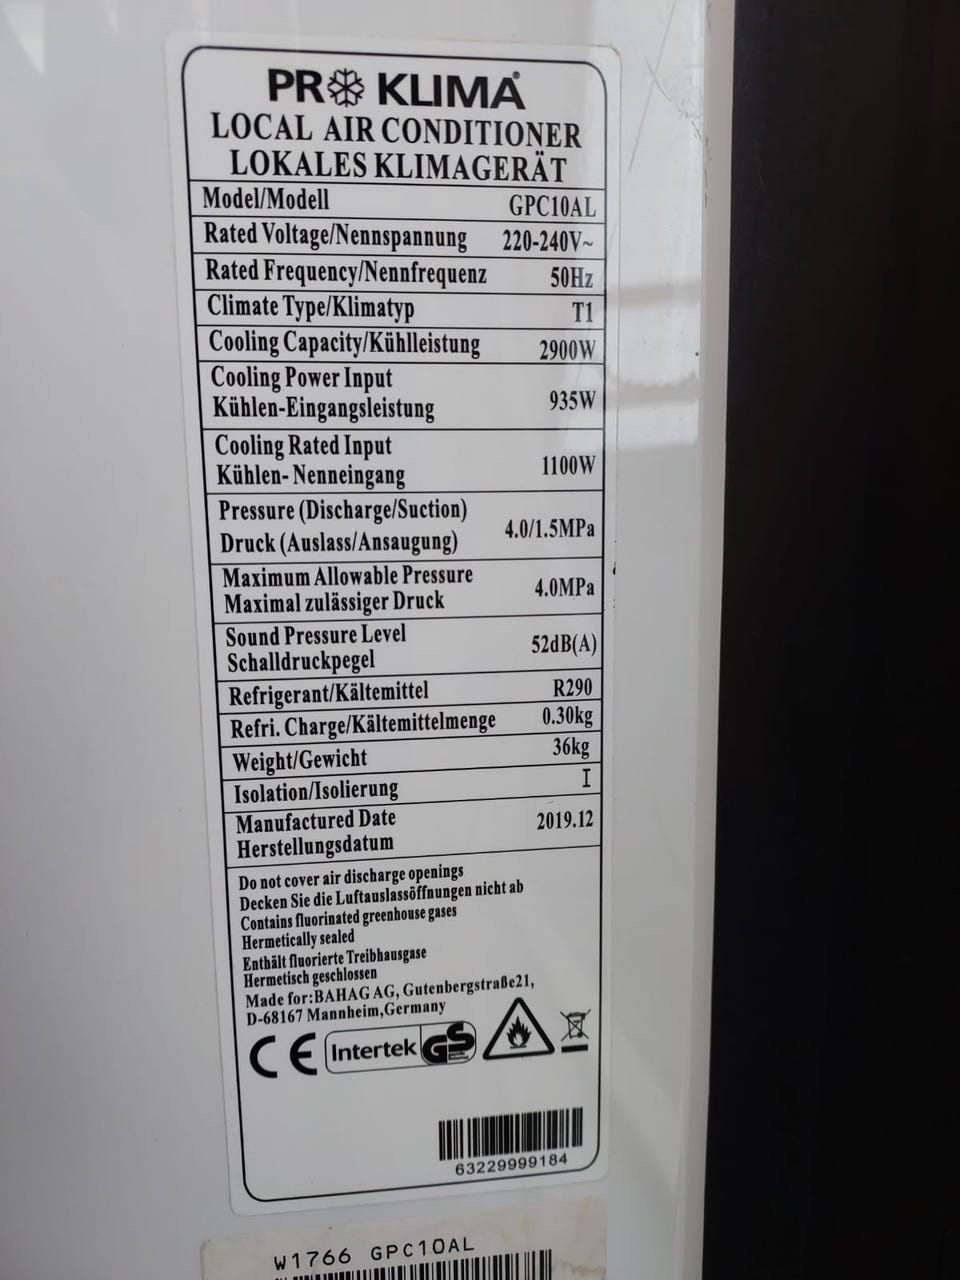 PRO KLIMA®
LOCAL AIR CONDITIONER
LOKALES KLIMAGERÄT
Model/Modell GPC10AL
Rated Voltage/Nennspannung 220-240V~
Rated Frequency/Nennfrequenz 50Hz
Climate Type/Klimatyp T1
Cooling Capacity/Kühlleistung 2900W
Cooling Power Input
Kühlen-Eingangsleistung 935W
Cooling Rated Input
Kühlen- Nenneingang 1100W
Pressure (Discharge/Suction)
Druck (Auslass/Ansaugung) 4.0/1.5MPa
Maximum Allowable Pressure
Maximal zulässiger Druck 4.0MPa
Sound Pressure Level
Schalldruckpegel 52dB(A)
Refrigerant/Kältemittel R290
Refri. Charge/Kältemittelmenge 0.30kg
Weight/Gewicht 36kg
Isolation/Isolierung I
Manufactured Date
Herstellungsdatum 2019.12
Do not cover air discharge openings
Decken Sie die Luftauslassöffnungen nicht ab
Contains fluorinated greenhouse gases
Hermetically sealed
Enthält fluorierte Treibhausgase
Hermetisch geschlossen
Made for:BAHAG AG, Gutenbergstraße21,
D-68167 Mannheim,Germany
CE Intertek GS
63229999184
W1766 GPC10AL